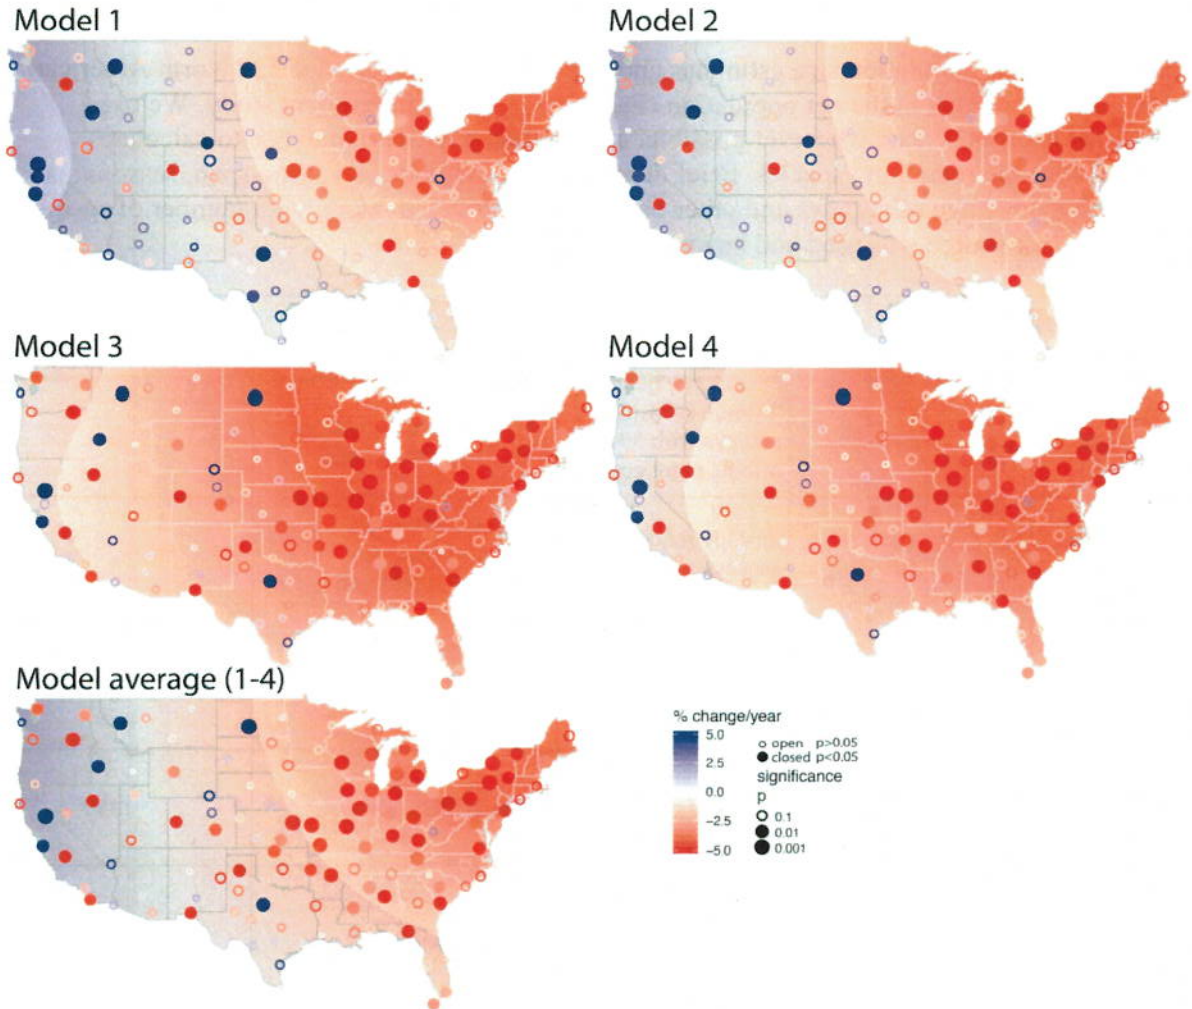 Model 1
Model 2
Model 3
Model 4
Model average (1-4)
% change/year
5.0
2.5
0.0
−2.5
−5.0
open p>0.05
closed p<0.05
significance
p
0.1
0.01
0.001